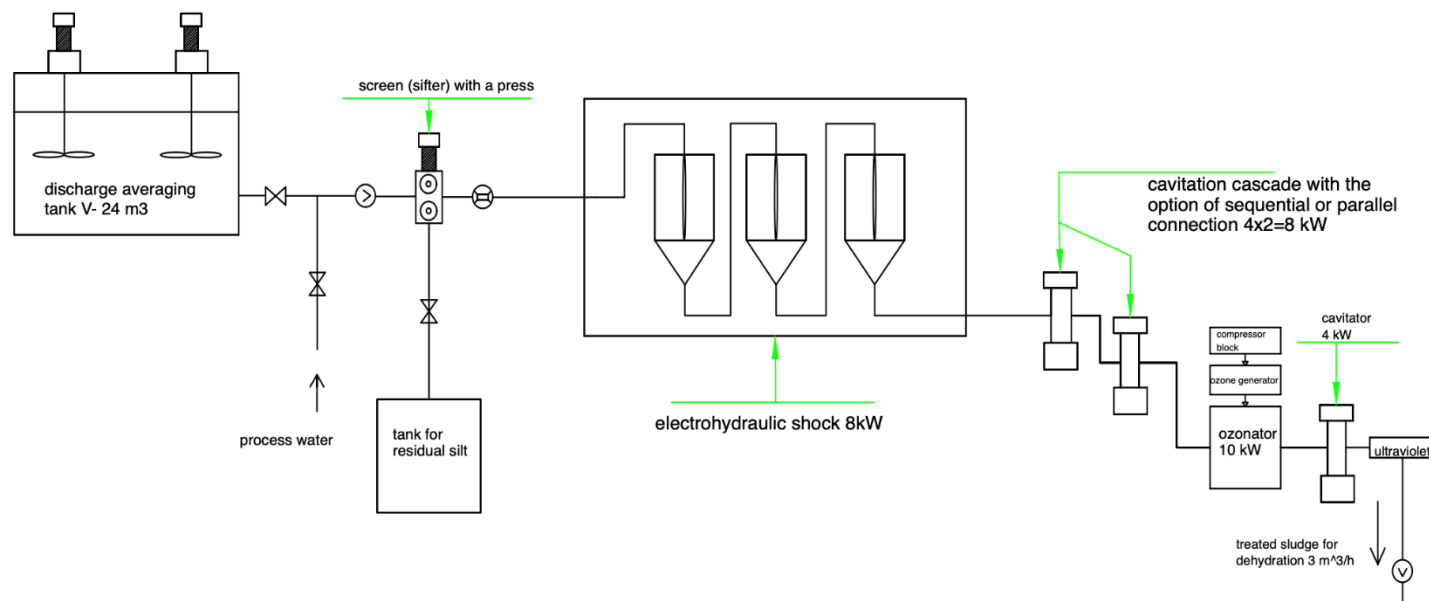 discharge averaging
tank V- 24 m3
process water
screen (sifter) with a press
tank for
residual silt
electrohydraulic shock 8kW
cavitation cascade with the
option of sequential or parallel
connection 4x2=8 kW
compressor
block
ozone generator
ozonator
10 kW
cavitator
4 kW
ultraviolet
treated sludge for
dehydration 3 m^3/h